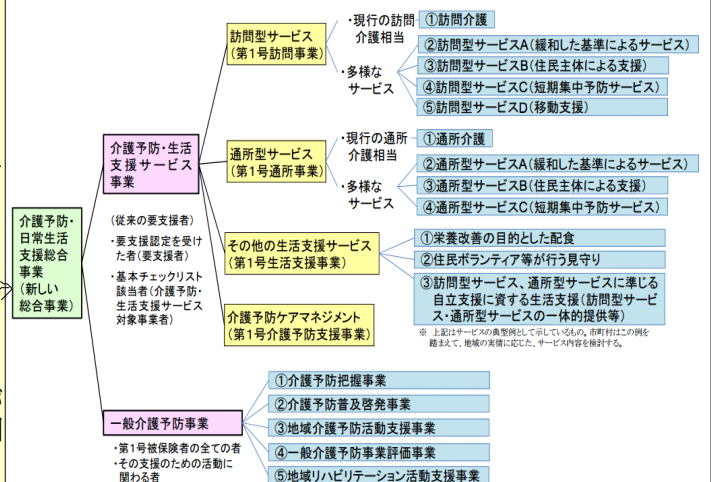 訪問型サービス
(第1号訪問事業)
・現行の訪問
介護相当
①訪問介護
・多様な
サービス
②訪問型サービスA(緩和した基準によるサービス)
③訪問型サービスB(住民主体による支援)
④訪問型サービスC(短期集中予防サービス)
⑤訪問型サービスD(移動支援)
介護予防・生活
支援サービス
事業
(従来の要支援者)
・要支援認定を受け
た者(要支援者)
・基本チェックリスト
該当者(介護予防・
生活支援サービス
対象事業者)
通所型サービス
(第1号通所事業)
・現行の通所
介護相当
①通所介護
・多様な
サービス
②通所型サービスA(緩和した基準によるサービス)
③通所型サービスB(住民主体による支援)
④通所型サービスC(短期集中予防サービス)
介護予防・
日常生活
支援総合
事業
(新しい
総合事業)
その他の生活支援サービス
(第1号生活支援事業)
①栄養改善の目的とした配食
②住民ボランティア等が行う見守り
③訪問型サービス、通所型サービスに準じる
自立支援に資する生活支援(訪問型サービ
ス・通所型サービスの一体的提供等)
※ 上記はサービスの典型例として示しているもの。市町村はこの例を
踏まえて、地域の実情に応じた、サービス内容を検討する。
介護予防ケアマネジメント
(第1号介護予防支援事業)
一般介護予防事業
・第1号被保険者の全ての者
・その支援のための活動に
関わる者
①介護予防把握事業
②介護予防普及啓発事業
③地域介護予防活動支援事業
④一般介護予防事業評価事業
⑤地域リハビリテーション活動支援事業